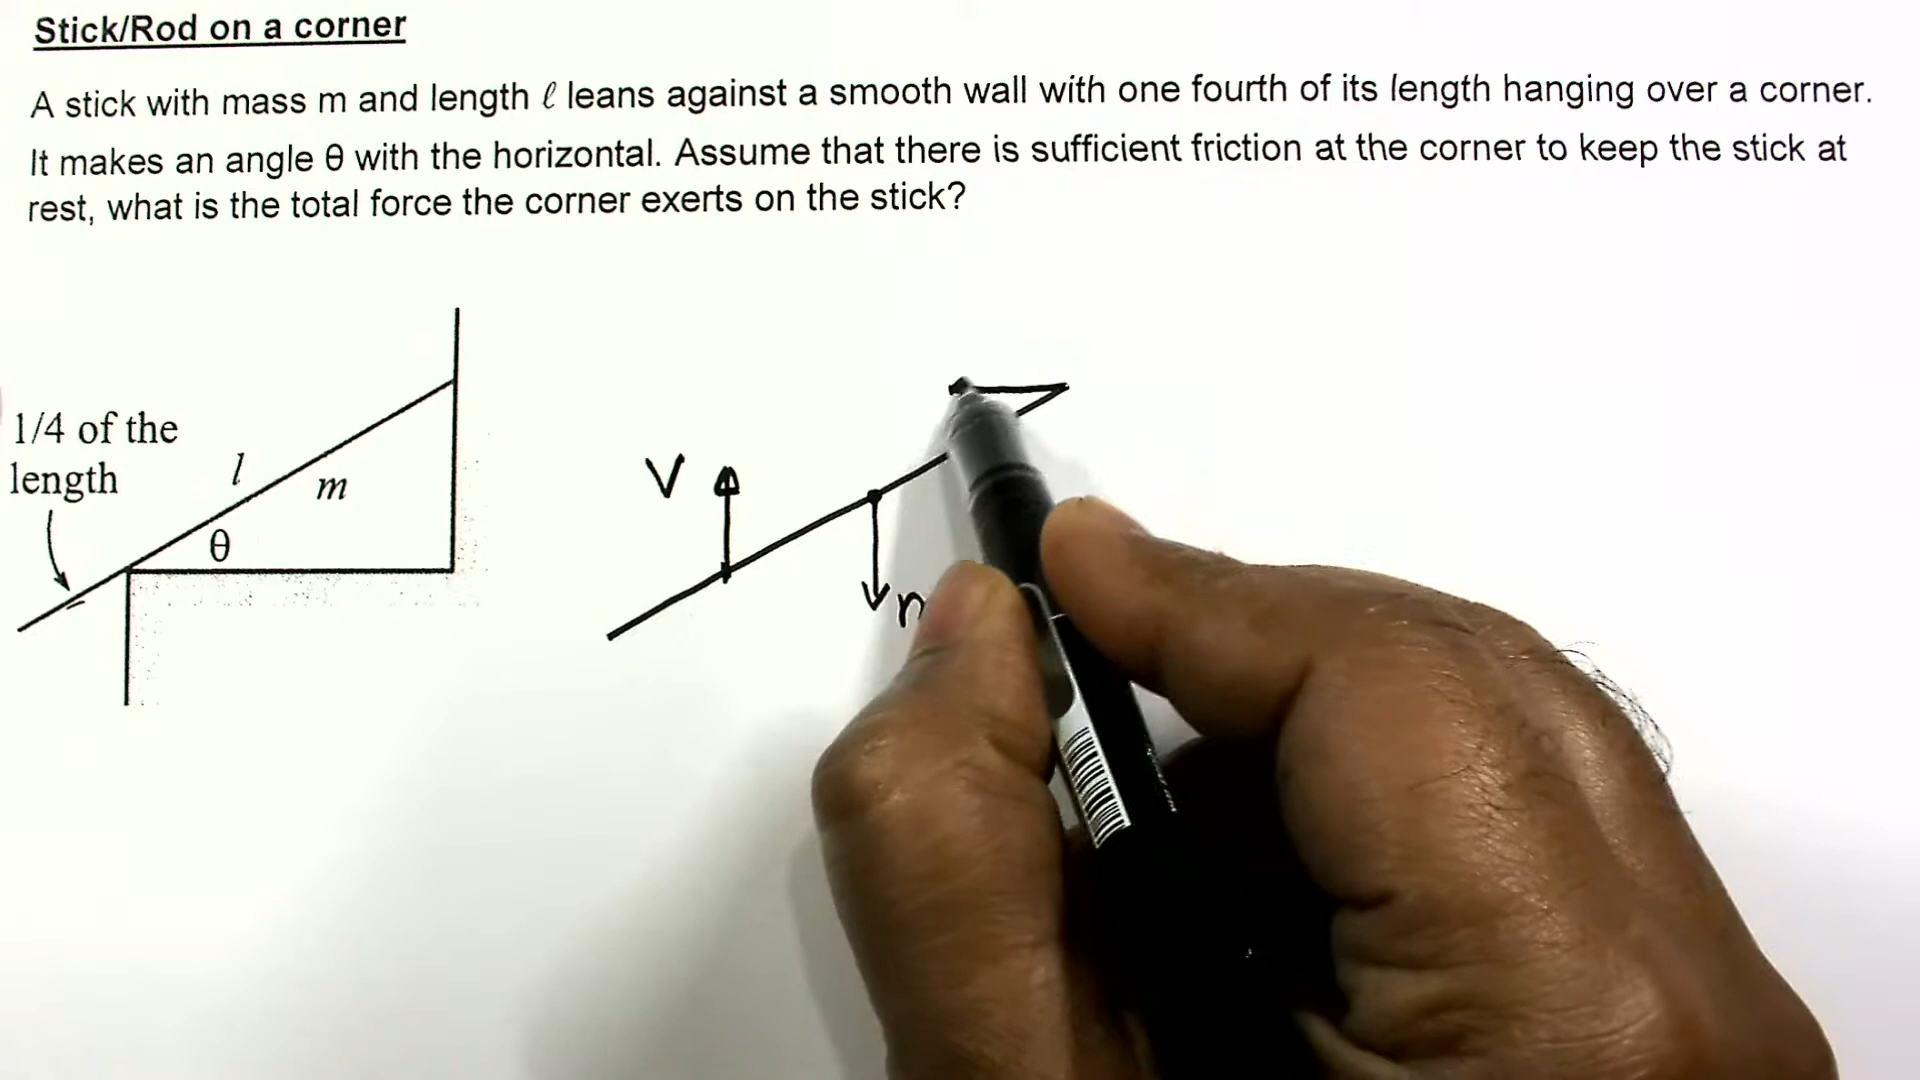 Stick/Rod on a corner
A stick with mass m and length ℓ leans against a smooth wall with one fourth of its length hanging over a corner.
It makes an angle θ with the horizontal. Assume that there is sufficient friction at the corner to keep the stick at
rest, what is the total force the corner exerts on the stick?
1/4 of the
length
l
m
θ
V